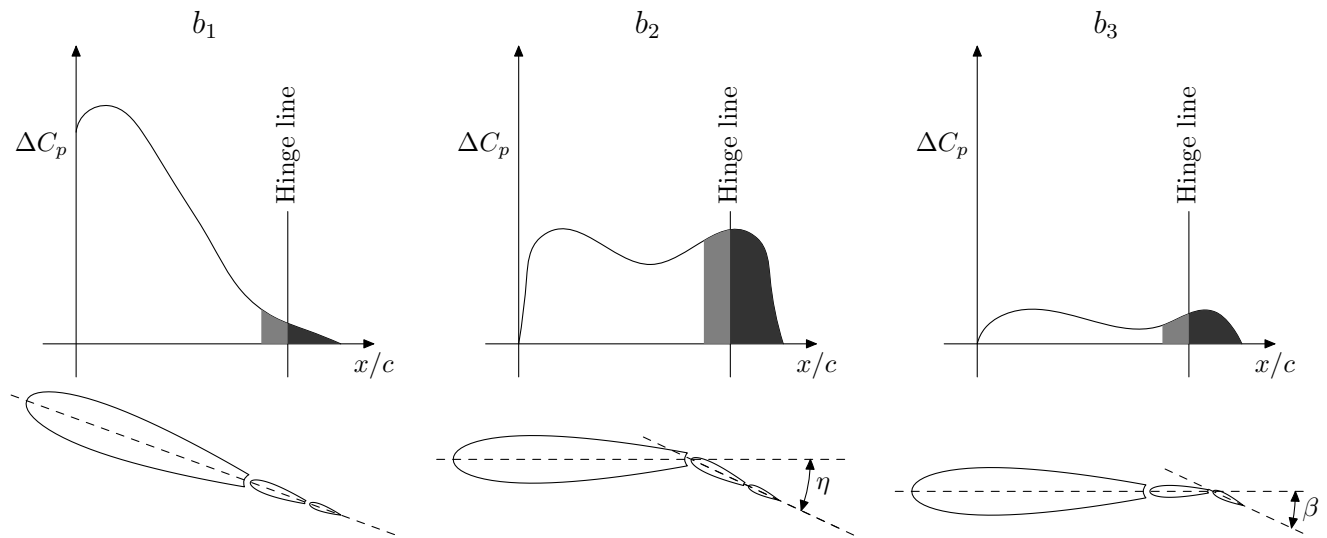 b₁
b₂
b₃
ΔCₚ
Hinge line
x/c
ΔCₚ
Hinge line
x/c
ΔCₚ
Hinge line
x/c
η
β